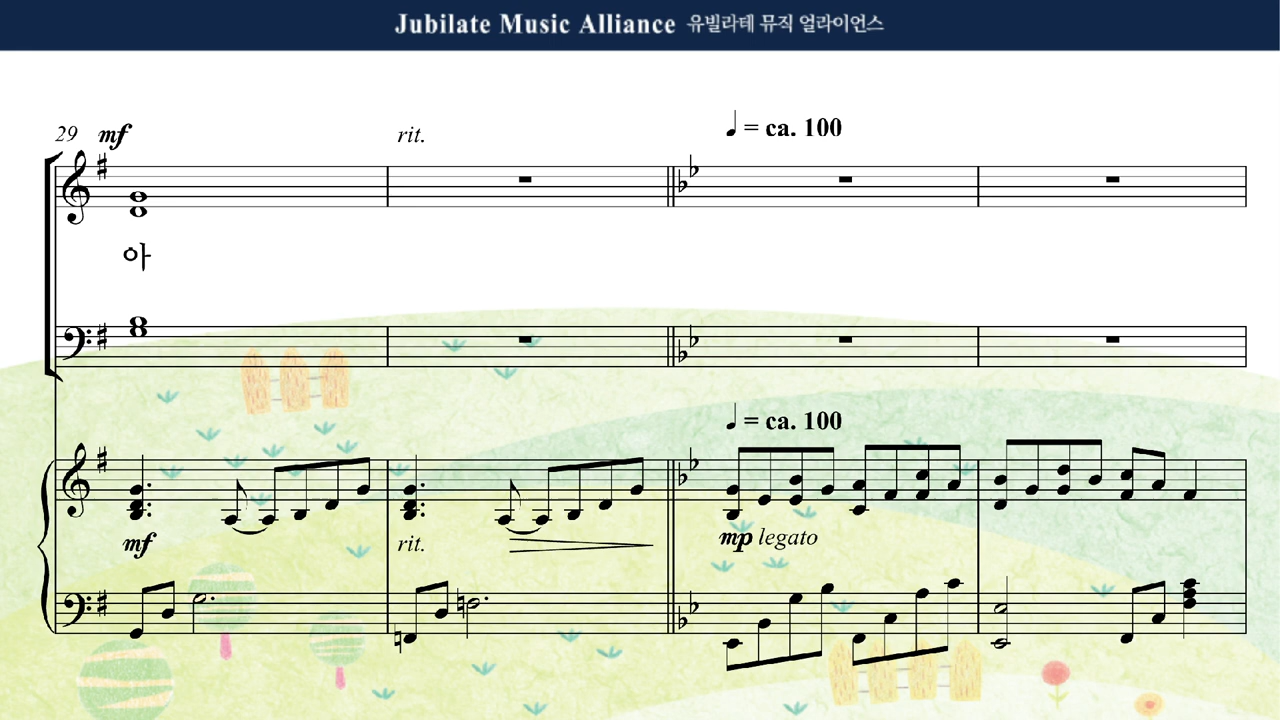 Jubilate Music Alliance 유빌라테 뮤직 얼라이언스
29 mf rit. ♩ = ca. 100
아
♩ = ca. 100
mf rit. mp legato